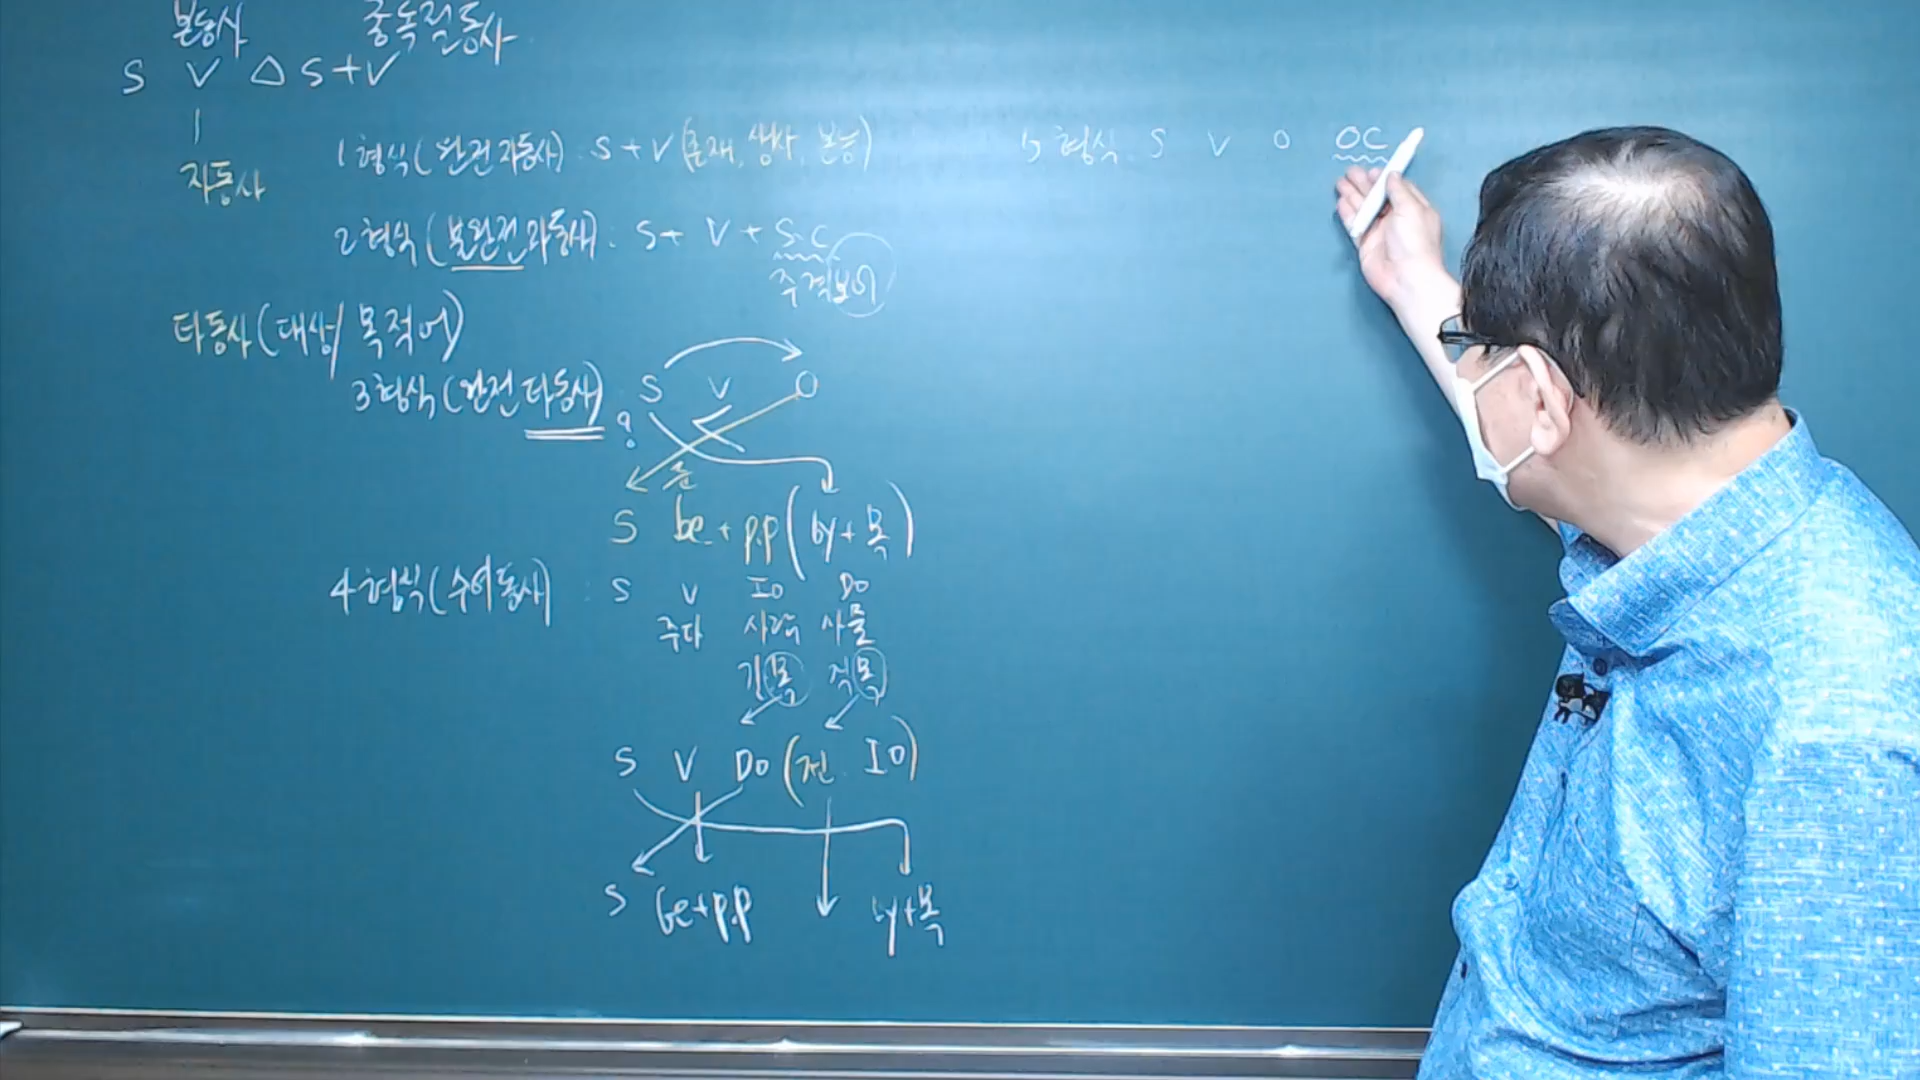 본동사 종속절동사
S V △ S+V
자동사
1형식(완전자동사) : S + V (존재, 생사, 본능)
2형식(불완전자동사) : S + V + S.C
주격보어
타동사(대상/목적어)
3형식(완전타동사) S V O
?
준
S be + p.p (by + 목)
4형식(수여동사) : S V IO DO
주다 사람 사물
간목 직목
S V DO (전 IO)
S be+p.p by+목
5형식 S V O OC